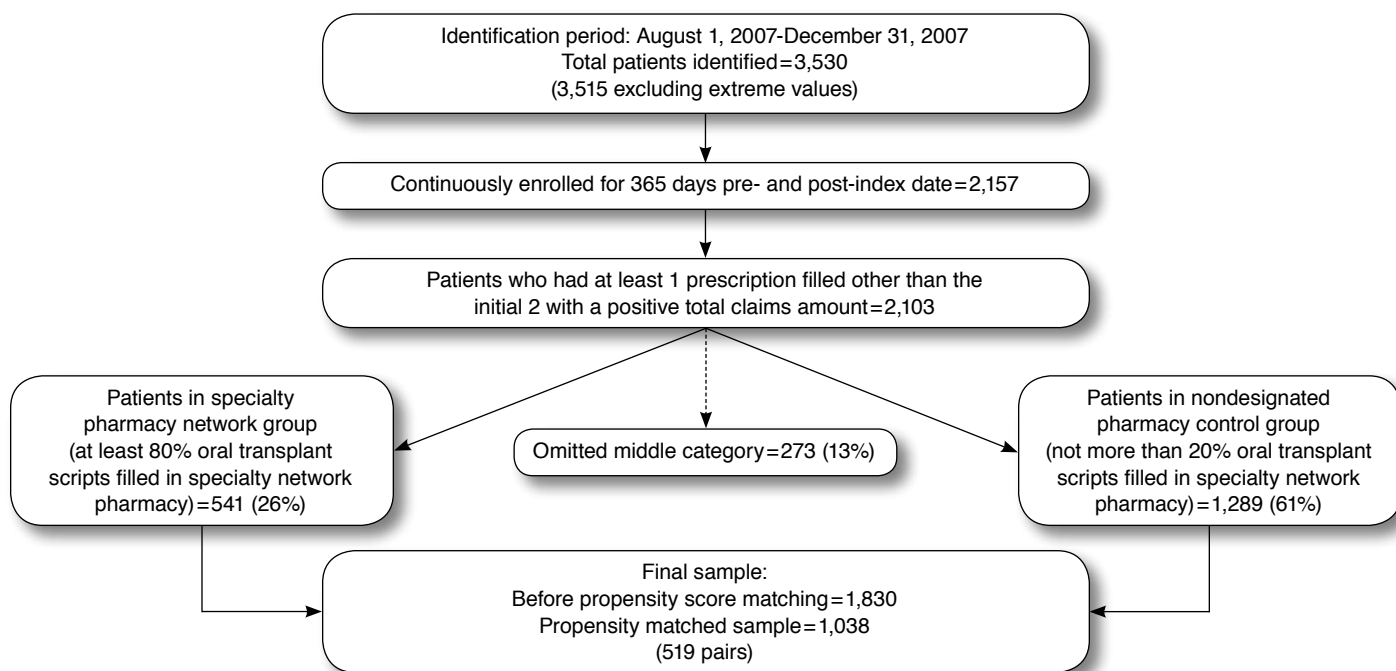 Identification period: August 1, 2007-December 31, 2007
Total patients identified=3,530
(3,515 excluding extreme values)
Continuously enrolled for 365 days pre- and post-index date=2,157
Patients who had at least 1 prescription filled other than the
initial 2 with a positive total claims amount=2,103
Patients in specialty
pharmacy network group
(at least 80% oral transplant
scripts filled in specialty network
pharmacy)=541 (26%)
Omitted middle category=273 (13%)
Patients in nondesignated
pharmacy control group
(not more than 20% oral transplant
scripts filled in specialty network
pharmacy)=1,289 (61%)
Final sample:
Before propensity score matching=1,830
Propensity matched sample=1,038
(519 pairs)